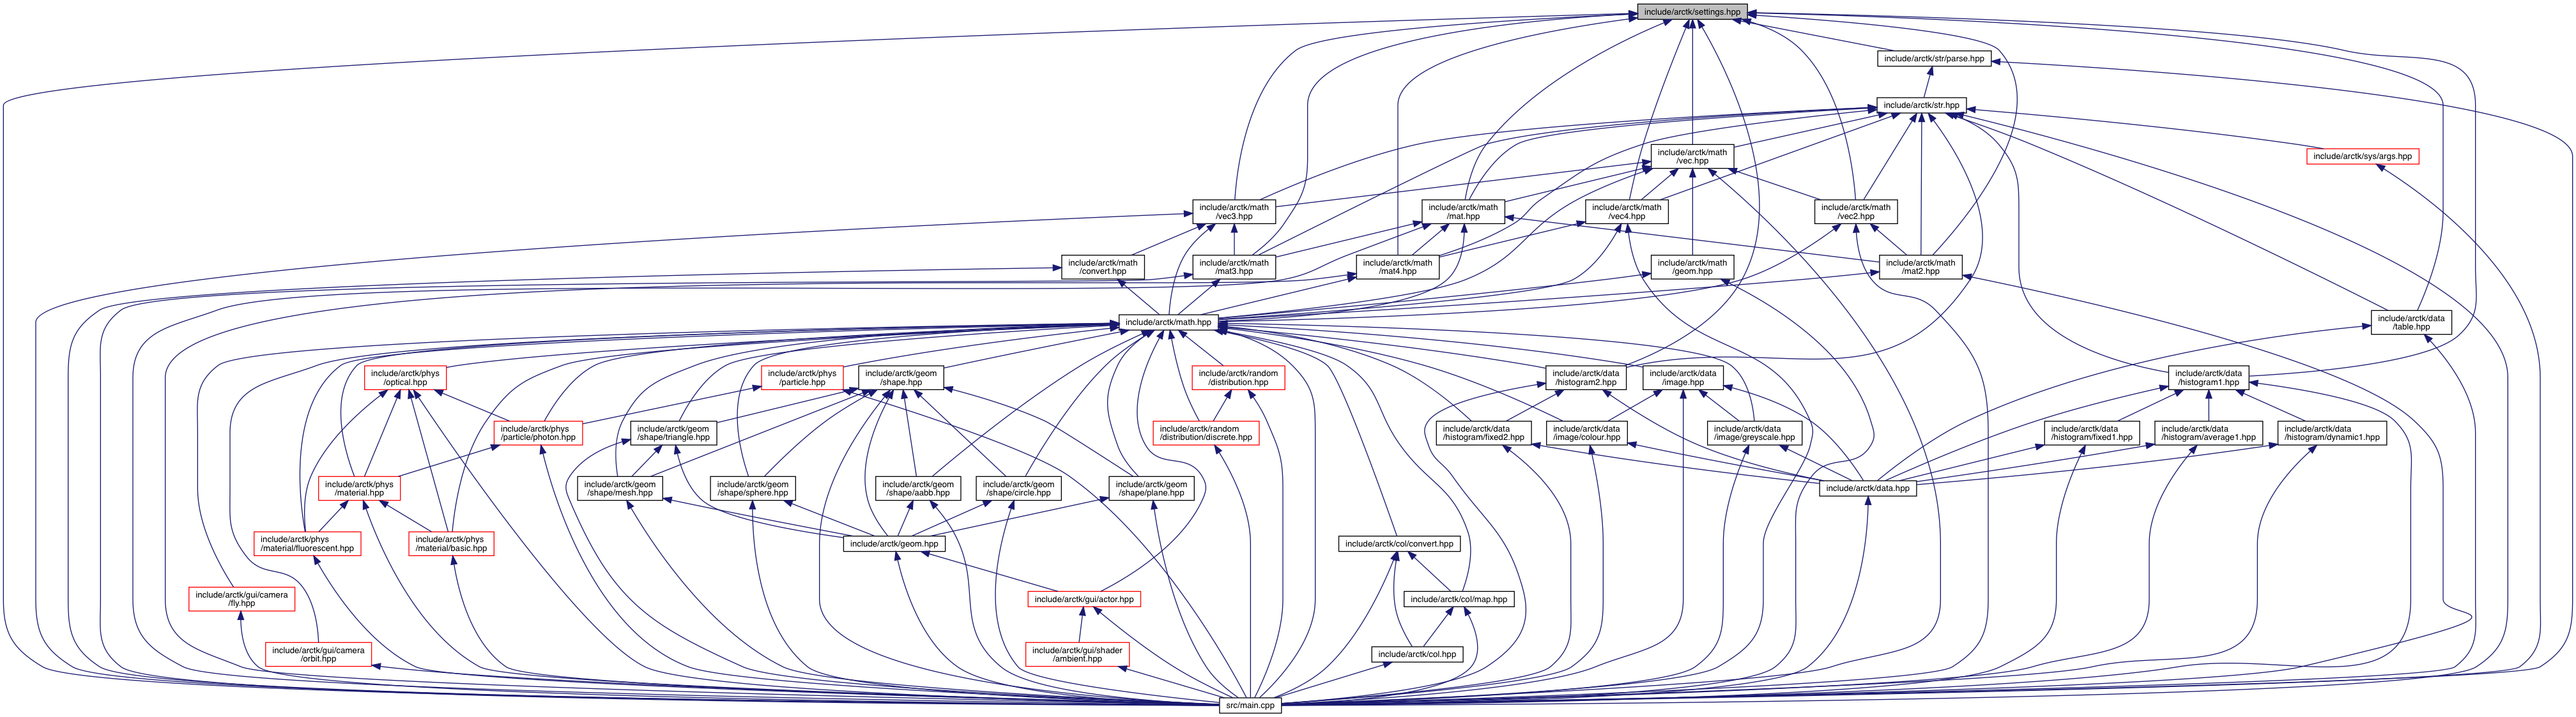 include/arctk/settings.hpp
include/arctk/str/parse.hpp
include/arctk/str.hpp
include/arctk/math
/vec.hpp
include/arctk/sys/args.hpp
include/arctk/math
/vec3.hpp
include/arctk/math
/mat.hpp
include/arctk/math
/vec4.hpp
include/arctk/math
/vec2.hpp
include/arctk/math
/convert.hpp
include/arctk/math
/mat3.hpp
include/arctk/math
/mat4.hpp
include/arctk/math
/geom.hpp
include/arctk/math
/mat2.hpp
include/arctk/math.hpp
include/arctk/data
/table.hpp
include/arctk/phys
/optical.hpp
include/arctk/phys
/particle.hpp
include/arctk/geom
/shape.hpp
include/arctk/random
/distribution.hpp
include/arctk/data
/histogram2.hpp
include/arctk/data
/image.hpp
include/arctk/data
/histogram1.hpp
include/arctk/phys
/particle/photon.hpp
include/arctk/geom
/shape/triangle.hpp
include/arctk/random
/distribution/discrete.hpp
include/arctk/data
/histogram/fixed2.hpp
include/arctk/data
/image/colour.hpp
include/arctk/data
/image/greyscale.hpp
include/arctk/data
/histogram/fixed1.hpp
include/arctk/data
/histogram/average1.hpp
include/arctk/data
/histogram/dynamic1.hpp
include/arctk/phys
/material.hpp
include/arctk/geom
/shape/mesh.hpp
include/arctk/geom
/shape/sphere.hpp
include/arctk/geom
/shape/aabb.hpp
include/arctk/geom
/shape/circle.hpp
include/arctk/geom
/shape/plane.hpp
include/arctk/data.hpp
include/arctk/phys
/material/fluorescent.hpp
include/arctk/phys
/material/basic.hpp
include/arctk/geom.hpp
include/arctk/col/convert.hpp
include/arctk/gui/camera
/fly.hpp
include/arctk/gui/actor.hpp
include/arctk/col/map.hpp
include/arctk/gui/camera
/orbit.hpp
include/arctk/gui/shader
/ambient.hpp
include/arctk/col.hpp
src/main.cpp